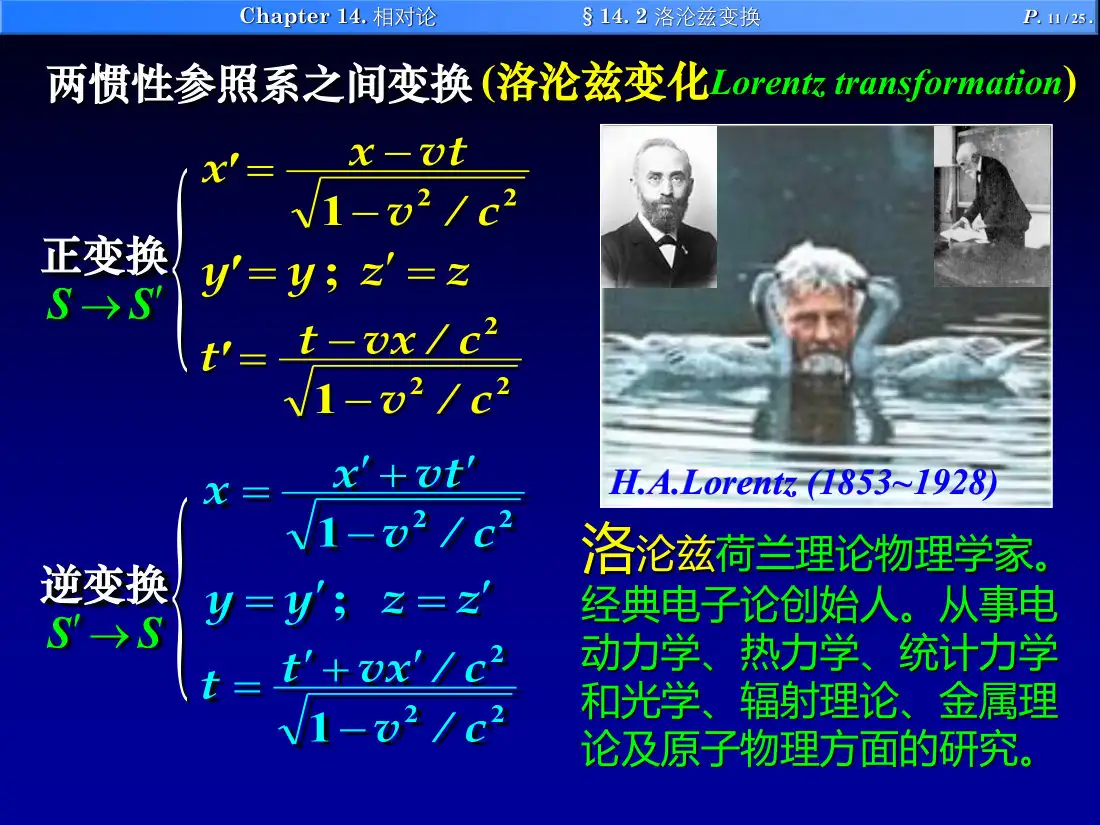 Chapter 14. 相对论 §14. 2 洛沦兹变换 P. 11 / 25 .
两惯性参照系之间变换 (洛沦兹变化Lorentz transformation)
正变换
S → S′
x′ = (x − vt) / √(1 − v² / c²)
y′ = y ; z′ = z
t′ = (t − vx / c²) / √(1 − v² / c²)
逆变换
S′ → S
x = (x′ + vt′) / √(1 − v² / c²)
y = y′ ; z = z′
t = (t′ + vx′ / c²) / √(1 − v² / c²)
H.A.Lorentz (1853~1928)
洛沦兹荷兰理论物理学家。
经典电子论创始人。从事电
动力学、热力学、统计力学
和光学、辐射理论、金属理
论及原子物理方面的研究。